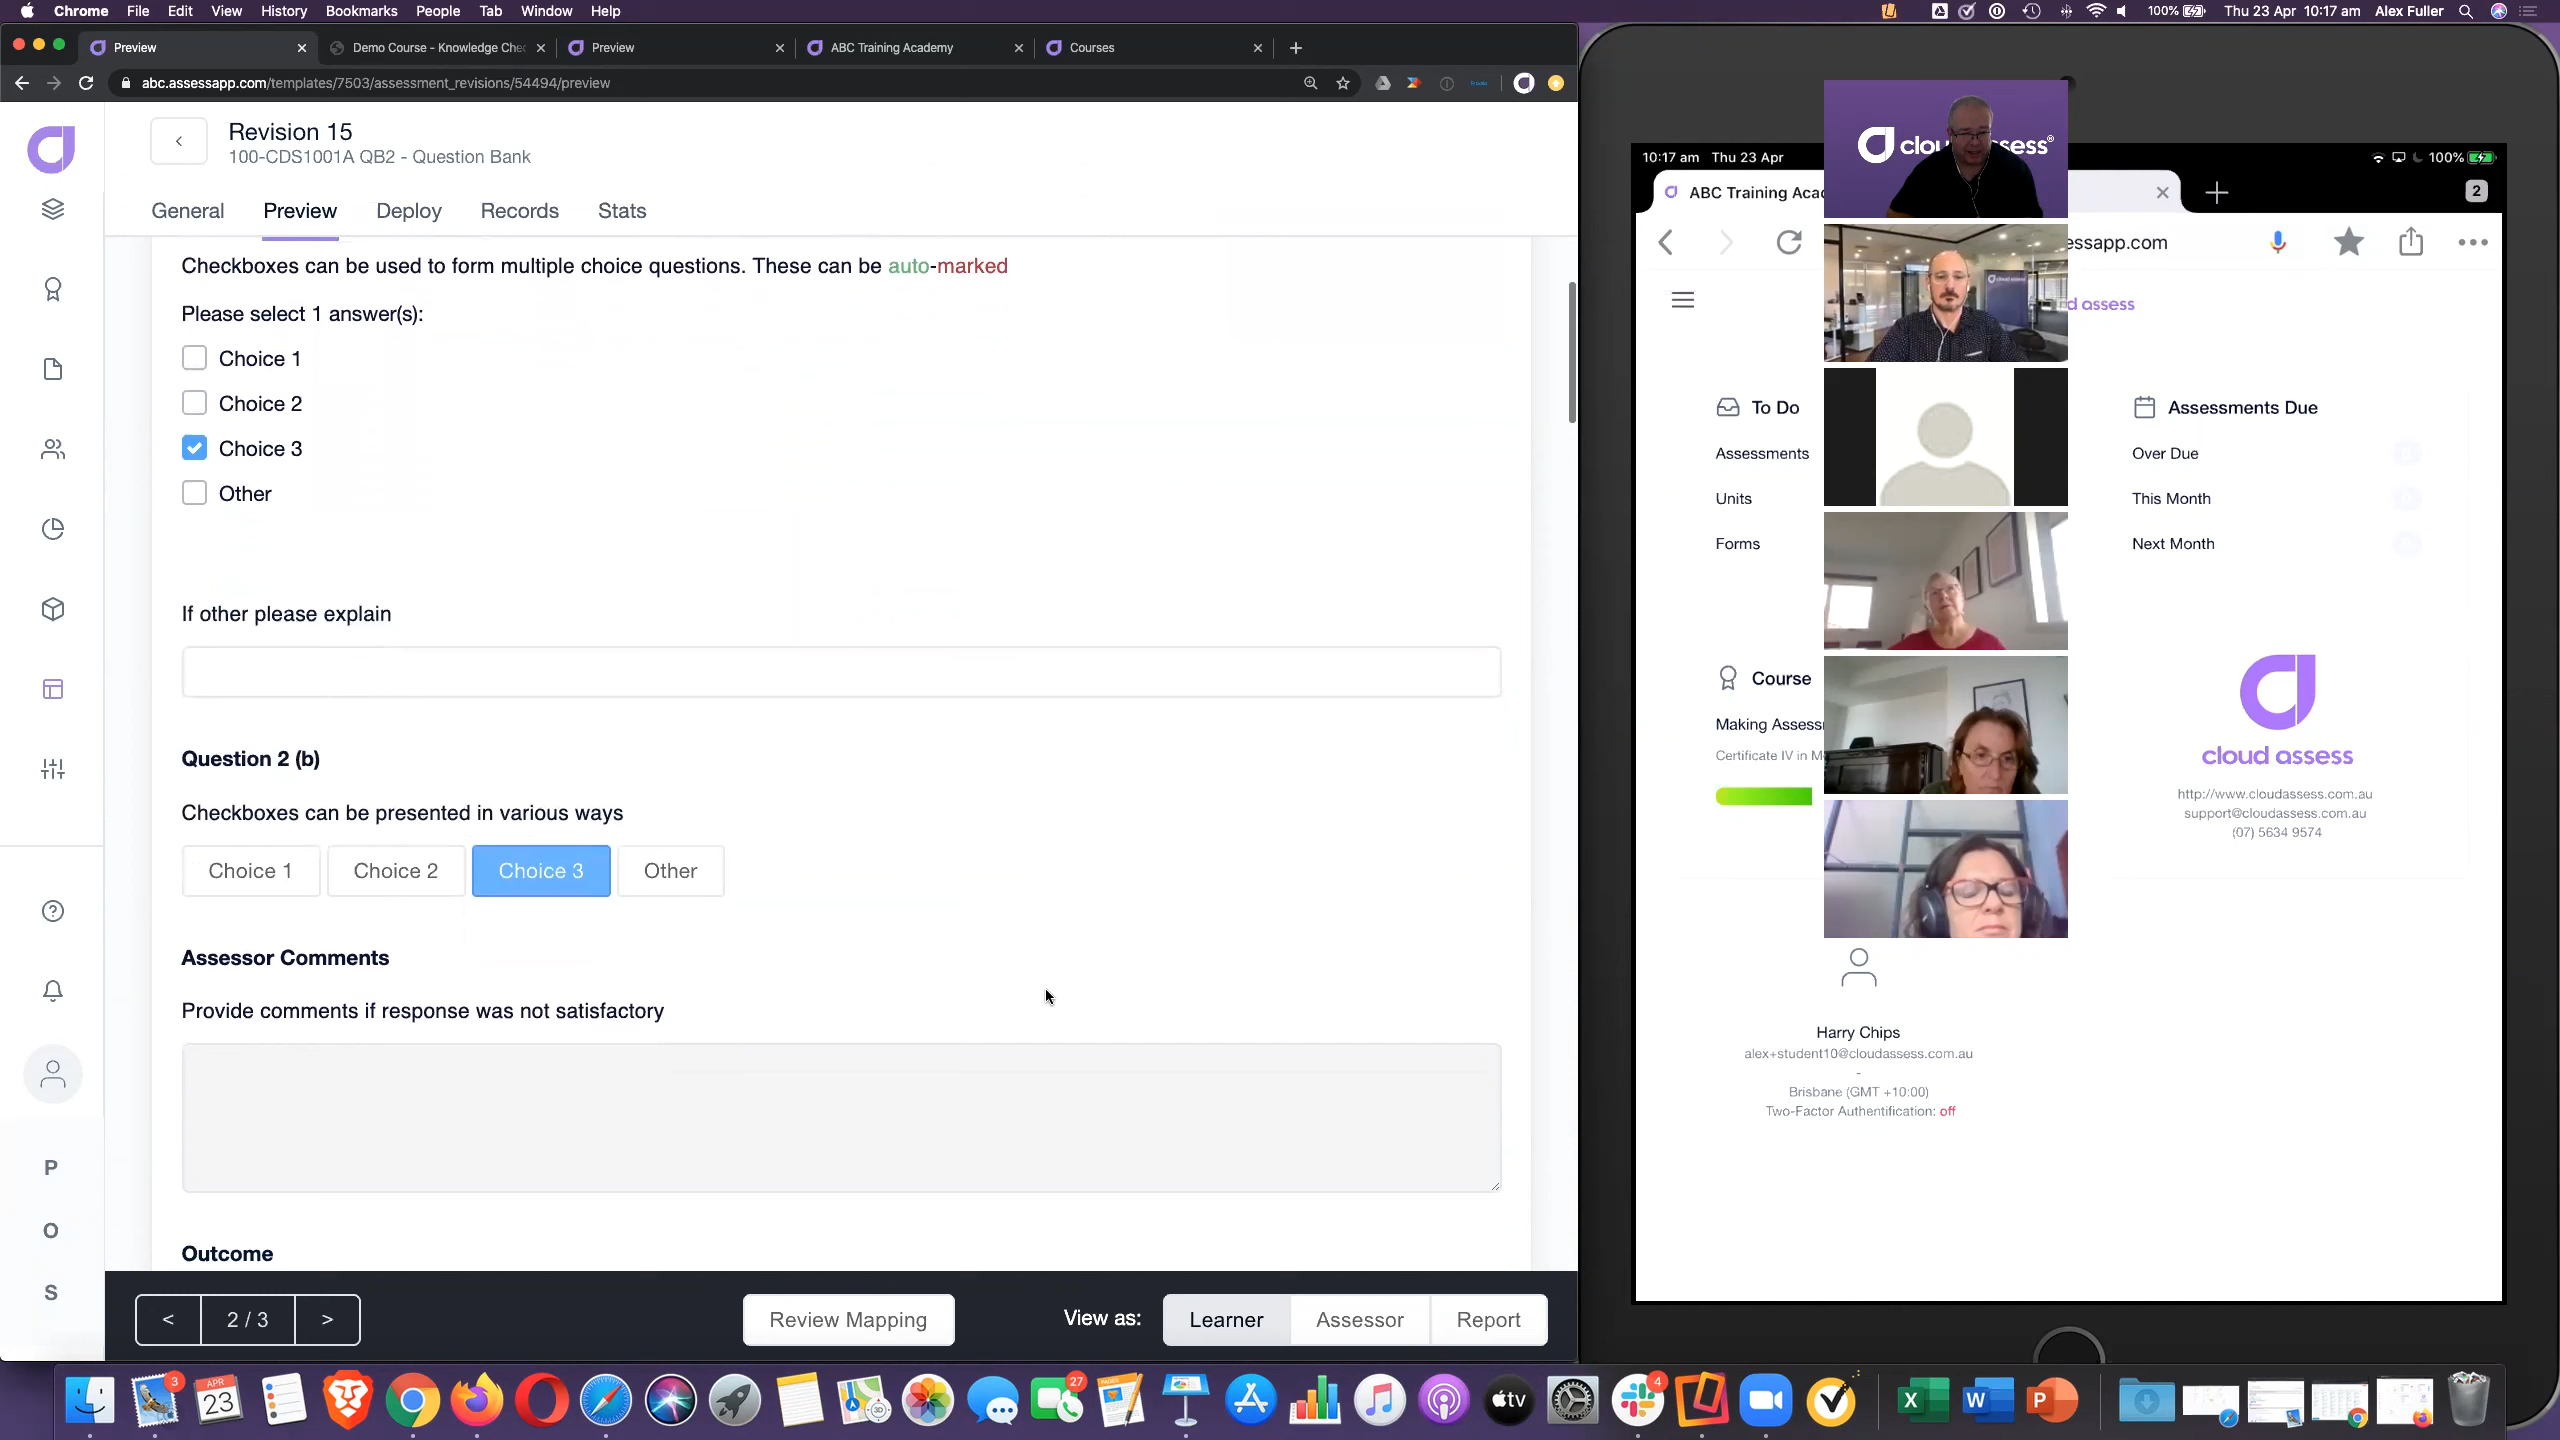 Chrome File Edit View History Bookmarks People Tab Window Help
100% Thu 23 Apr 10:17 am Alex Fuller
Preview
Demo Course - Knowledge Chec
Preview
ABC Training Academy
Courses
abc.assessapp.com/templates/7503/assessment_revisions/54494/preview
Revision 15
100-CDS1001A QB2 - Question Bank
General Preview Deploy Records Stats
Checkboxes can be used to form multiple choice questions. These can be auto-marked
Please select 1 answer(s):
Choice 1
Choice 2
Choice 3
Other
If other please explain
Question 2 (b)
Checkboxes can be presented in various ways
Choice 1 Choice 2 Choice 3 Other
Assessor Comments
Provide comments if response was not satisfactory
Outcome
P
O
S
< 2 / 3 >
Review Mapping
View as: Learner Assessor Report
10:17 am Thu 23 Apr
100%
ABC Training Acad
2
essapp.com
d assess
To Do
Assessments
Units
Forms
Assessments Due
Over Due
This Month
Next Month
Course
Making Assess
Certificate IV in M
cloud assess
http://www.cloudassess.com.au
support@cloudassess.com.au
(07) 5634 9574
Harry Chips
alex+student10@cloudassess.com.au
-
Brisbane (GMT +10:00)
Two-Factor Authentification: off
3
APR
23
27
tv
4
X
W
P